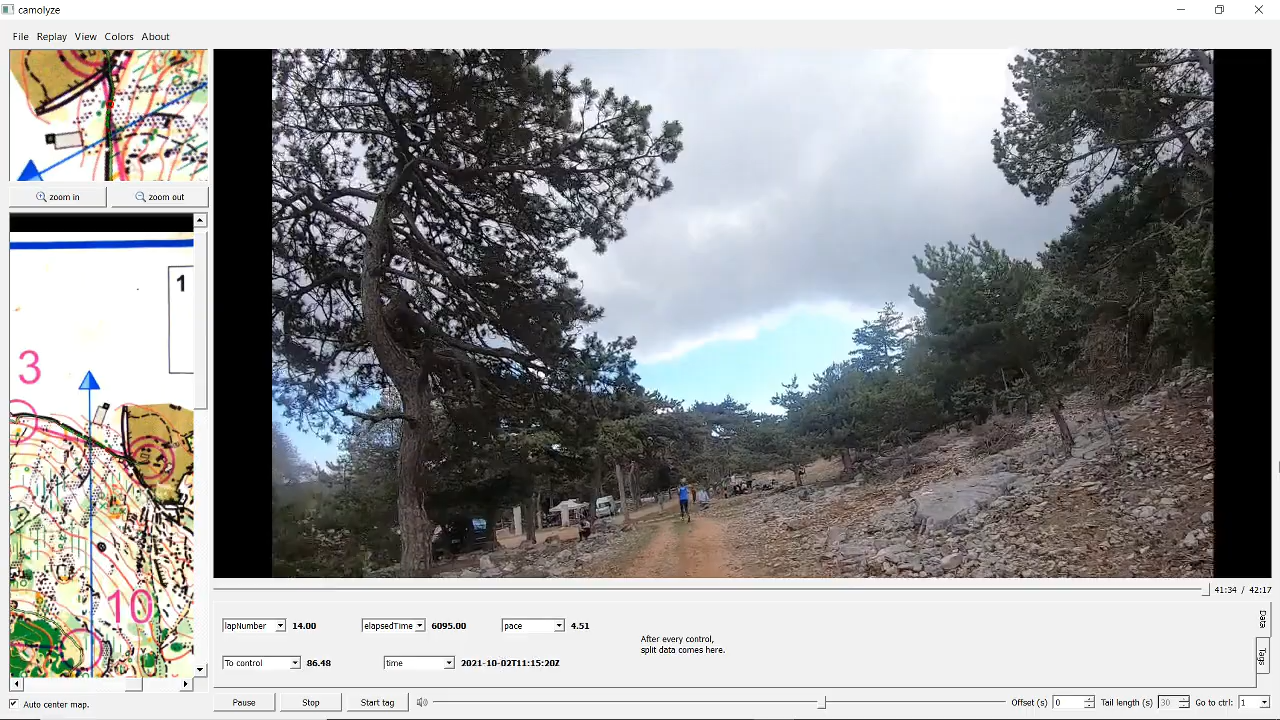 camolyze
File Replay View Colors About
zoom in
zoom out
1
3
10
41:34 / 42:17
lapNumber 14.00 elapsedTime 6095.00 pace 4.51
After every control,
split data comes here.
To control 86.48 time 2021-10-02T11:15:20Z
Data
Tags
Auto center map.
Pause Stop Start tag Offset (s) 0 Tail length (s) 30 Go to ctrl: 1